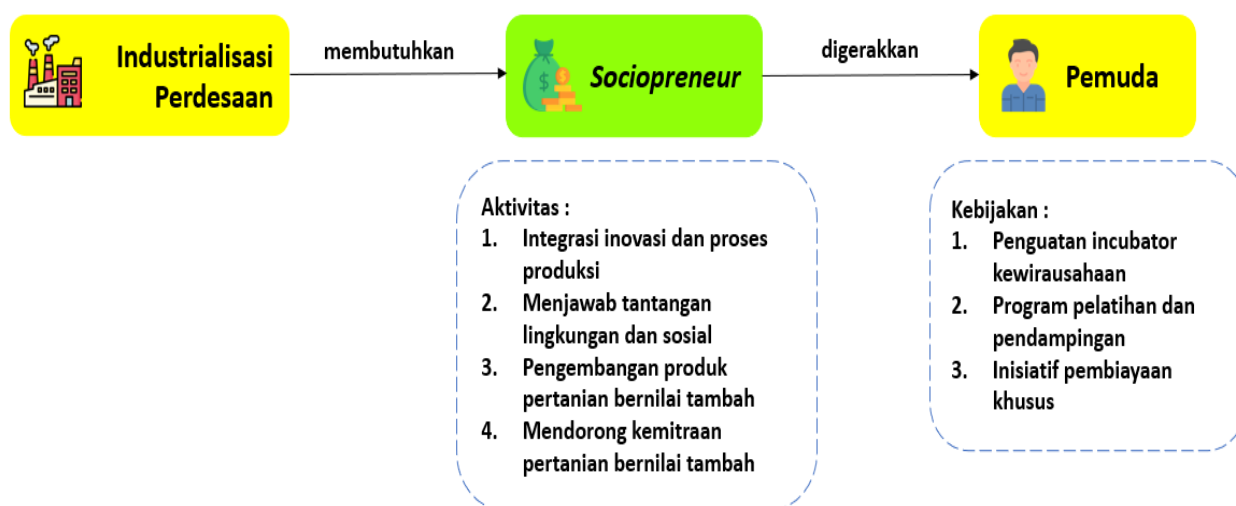 Industrialisasi
Perdesaan
membutuhkan
Sociopreneur
digerakkan
Pemuda
Aktivitas :
1. Integrasi inovasi dan proses
produksi
2. Menjawab tantangan
lingkungan dan sosial
3. Pengembangan produk
pertanian bernilai tambah
4. Mendorong kemitraan
pertanian bernilai tambah
Kebijakan :
1. Penguatan incubator
kewirausahaan
2. Program pelatihan dan
pendampingan
3. Inisiatif pembiayaan
khusus